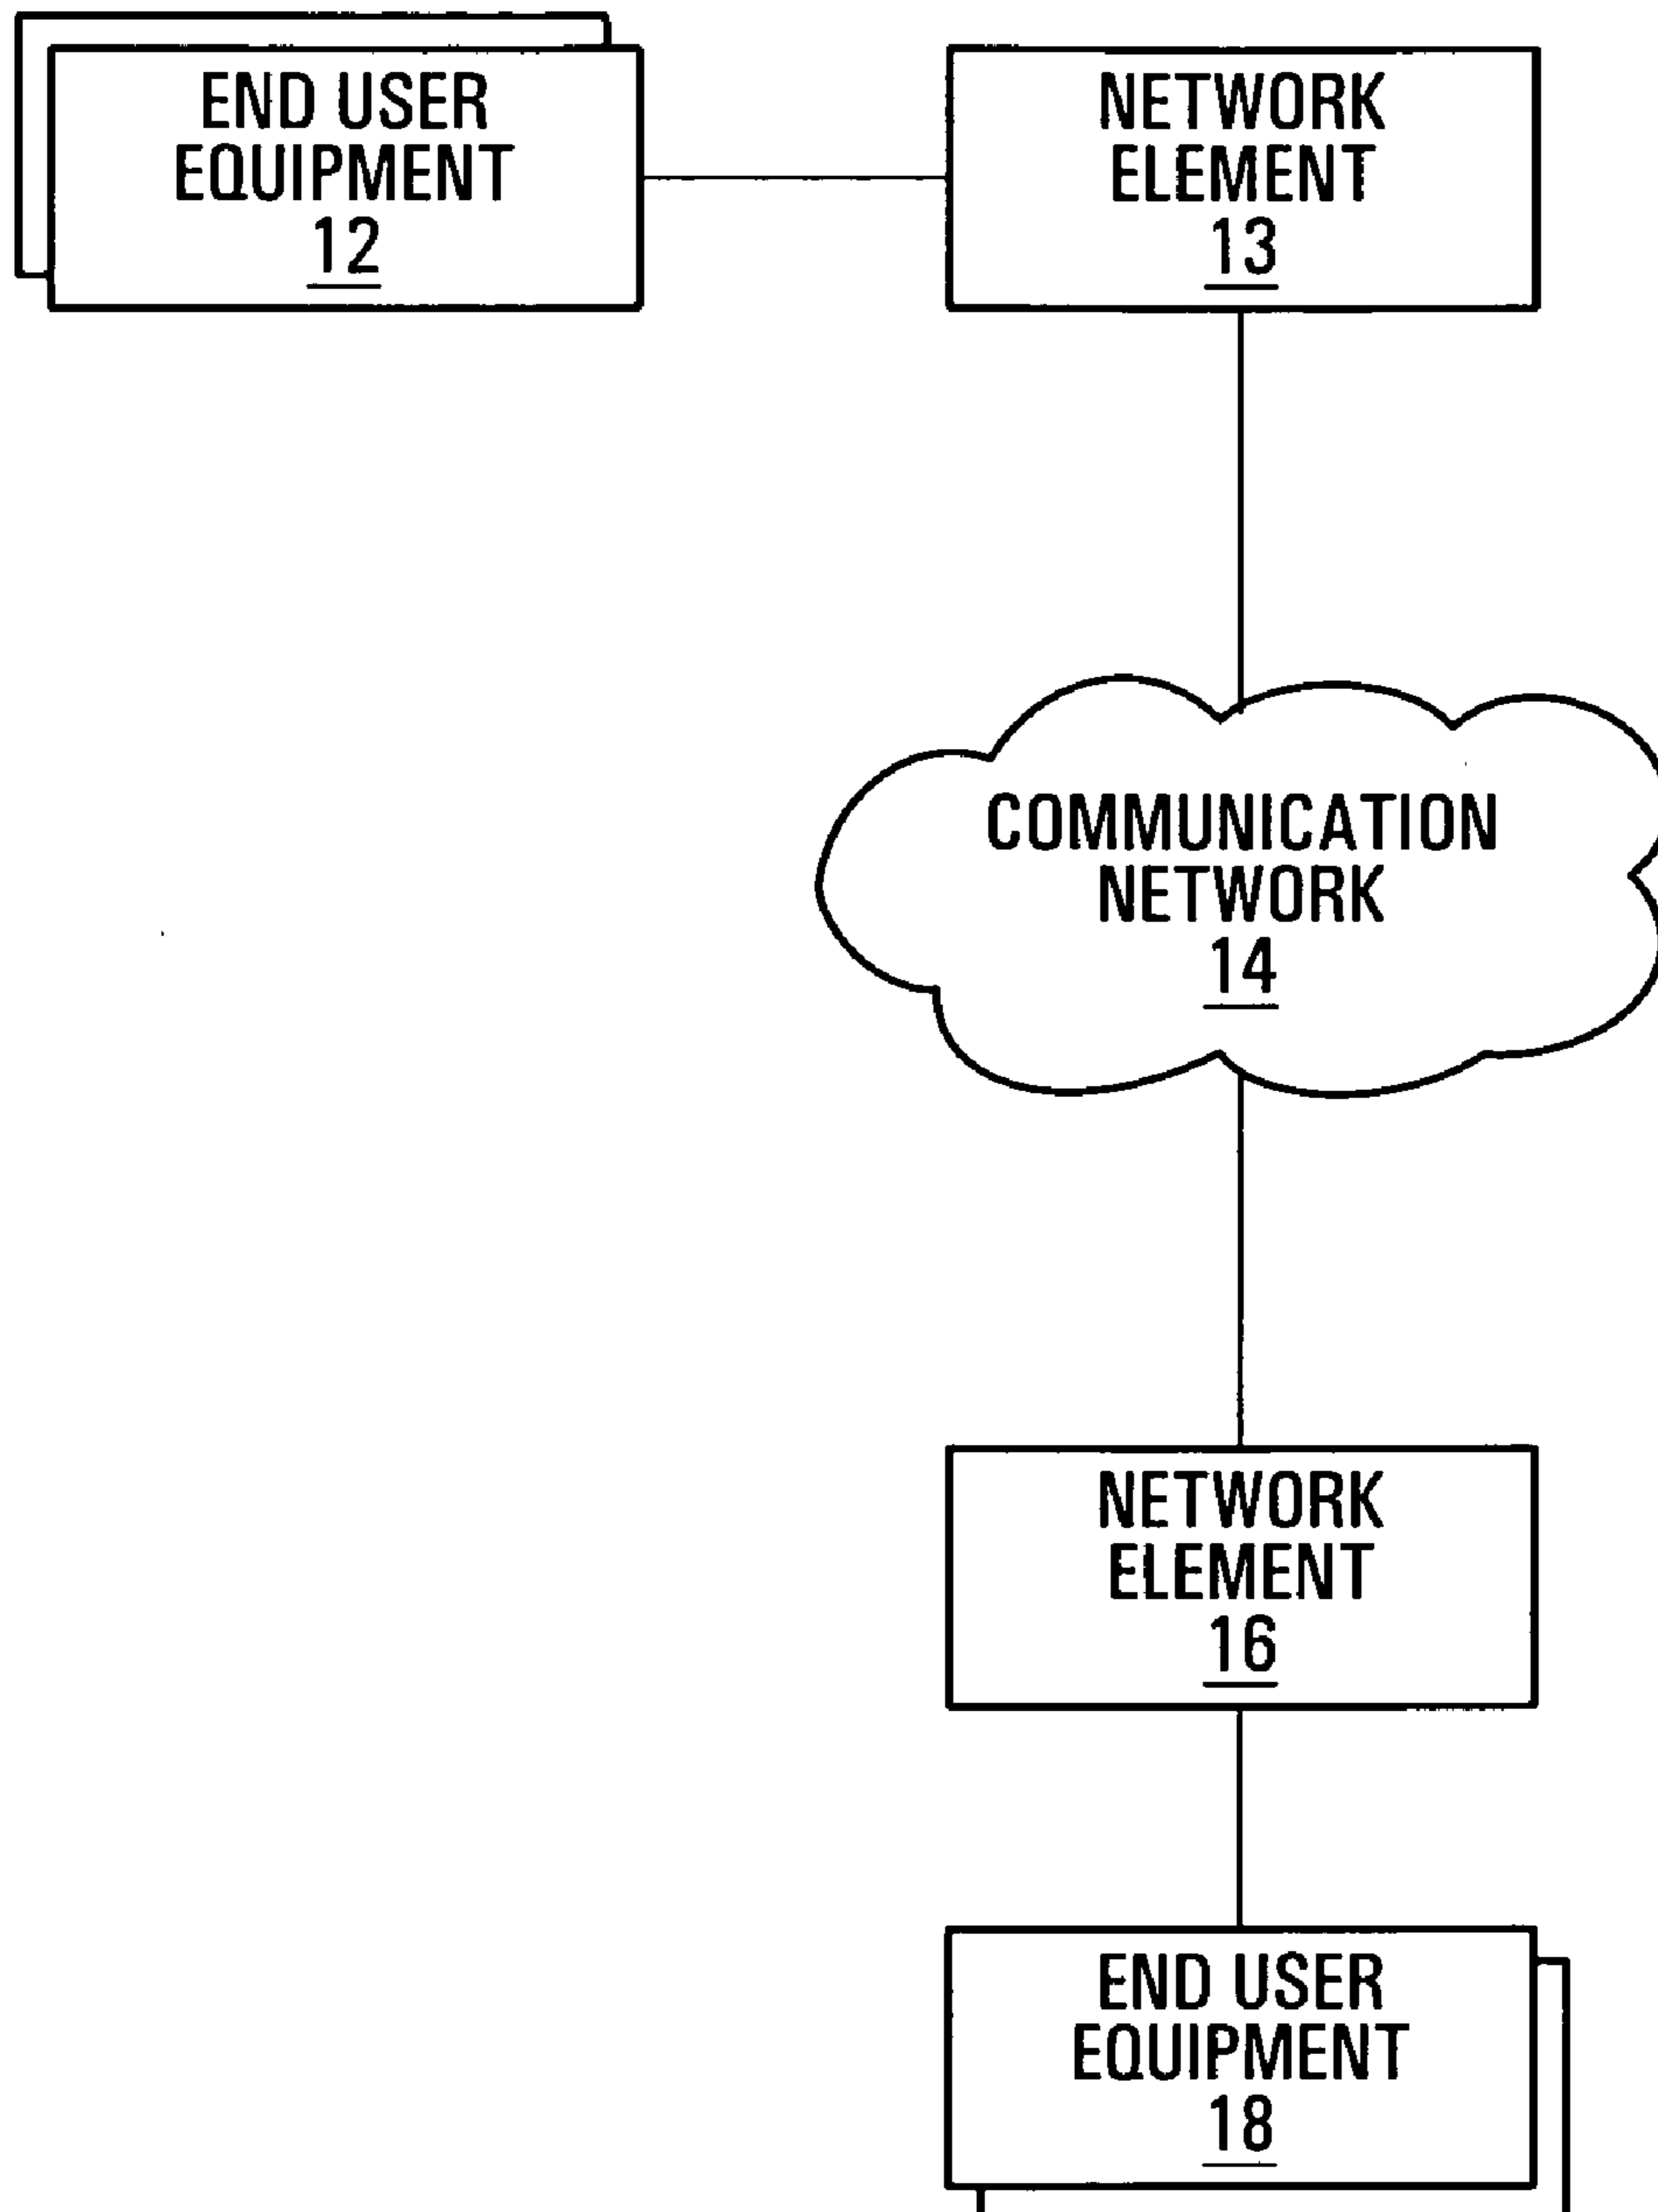 END USER
EQUIPMENT
12
NETWORK
ELEMENT
13
COMMUNICATION
NETWORK
14
NETWORK
ELEMENT
16
END USER
EQUIPMENT
18